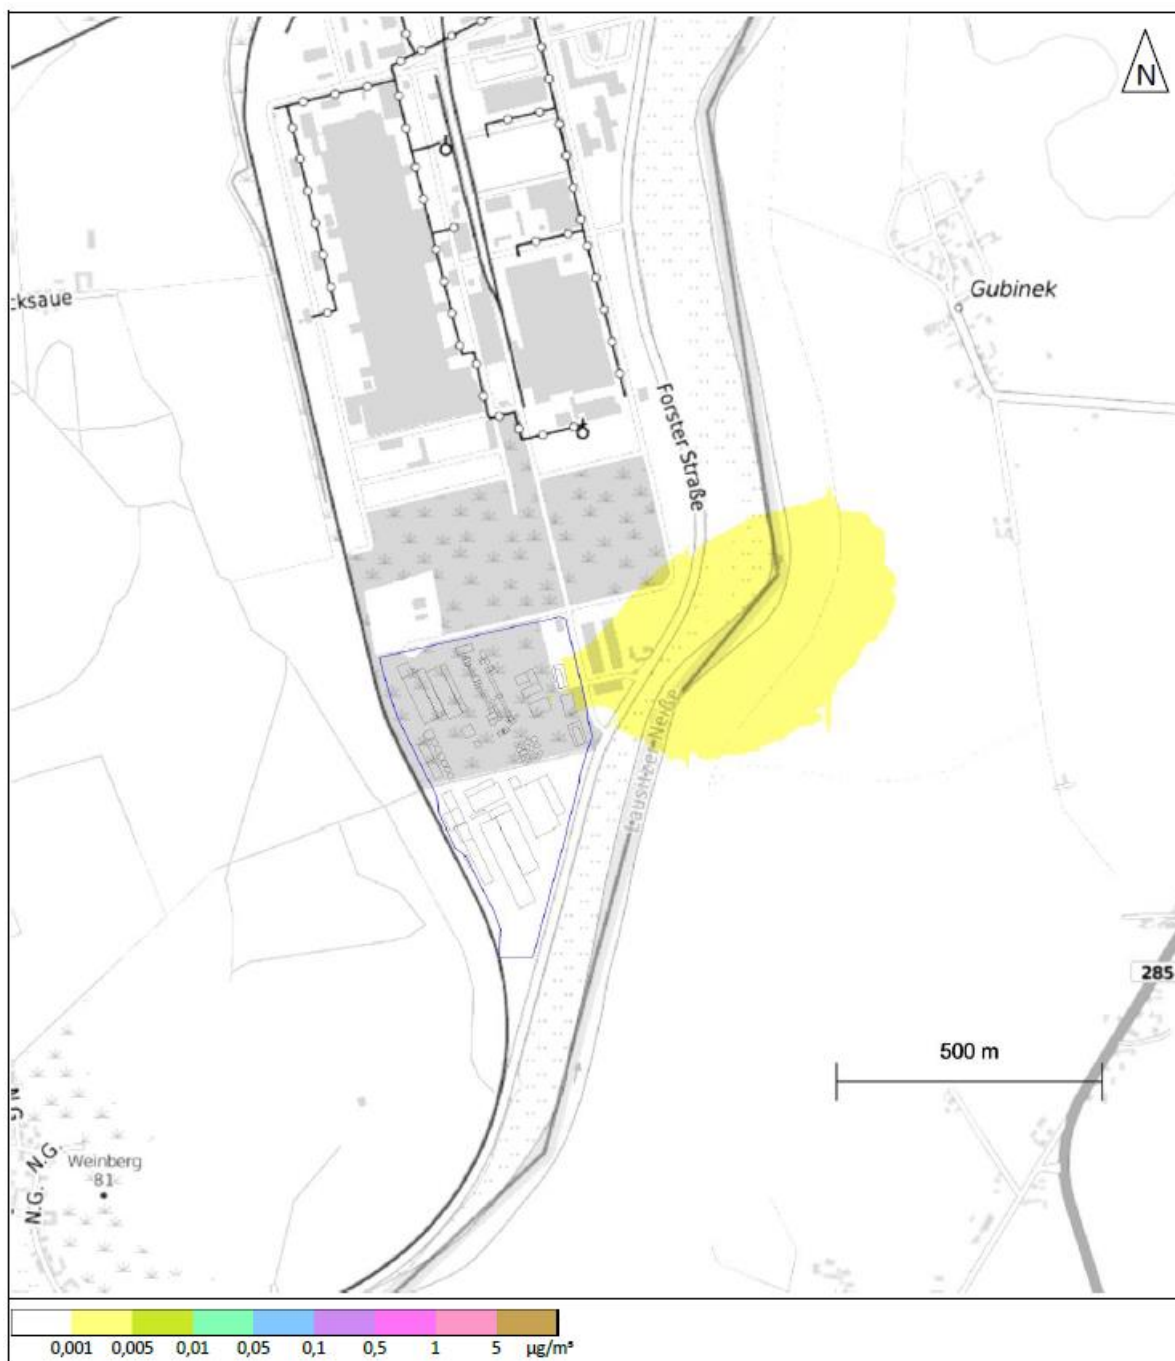 N
cksaue
Gubinek
Forster Straße
Lausitzer Neiße
285
500 m
N.G.
N.G.
Weinberg
81
N.G.
0,001 0,005 0,01 0,05 0,1 0,5 1 5 µg/m³